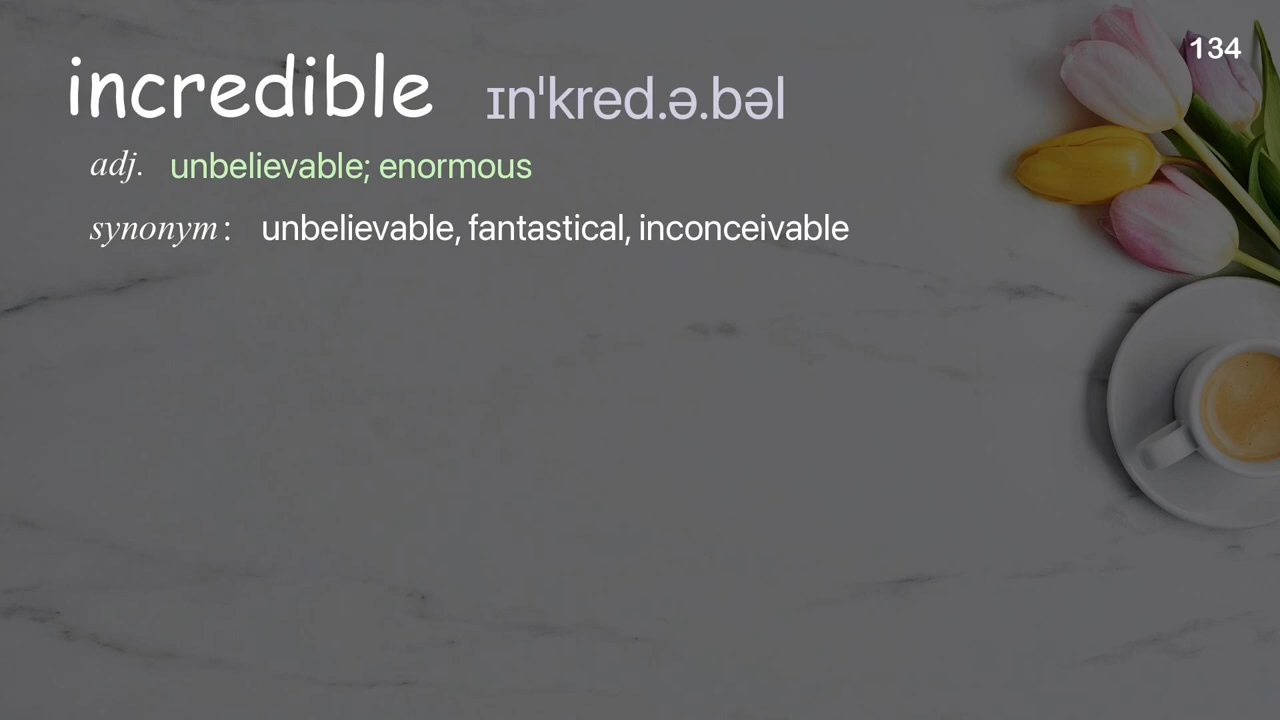 134
incredible ɪnˈkred.ə.bəl
adj. unbelievable; enormous
synonym: unbelievable, fantastical, inconceivable